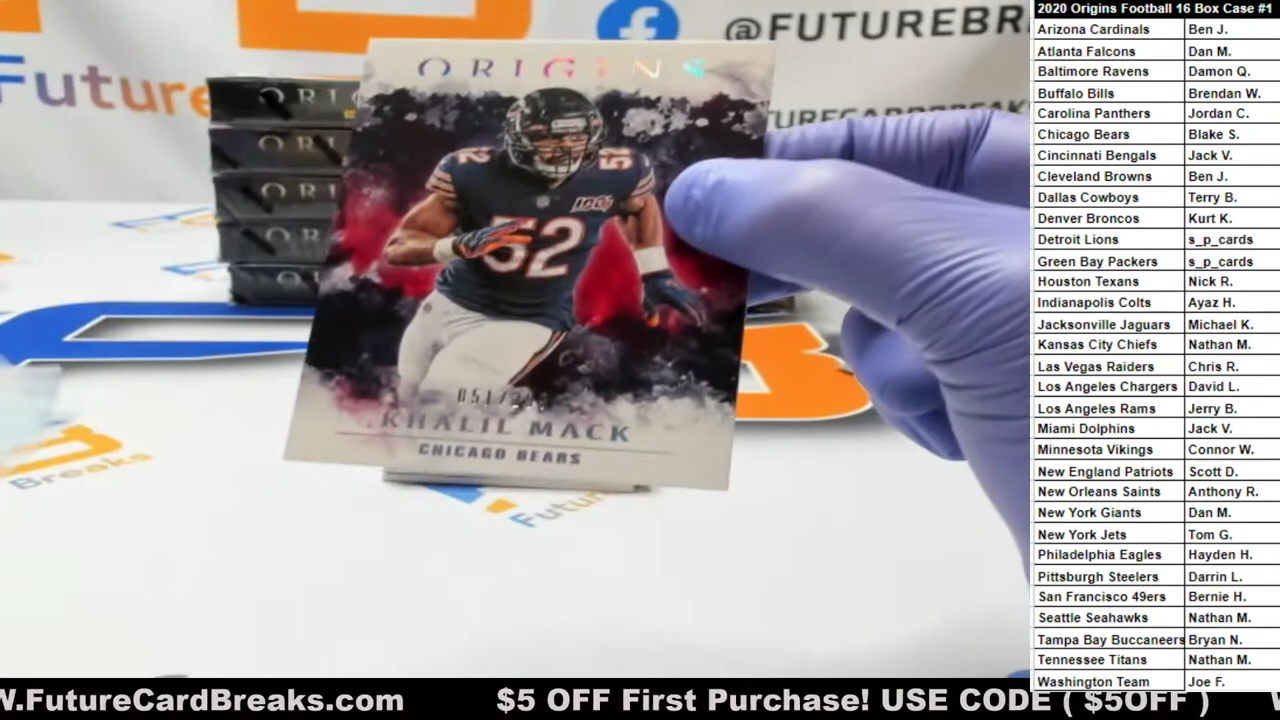 @FUTUREBR
Future
ORIGINS
52
52
KHALIL MACK
CHICAGO BEARS
Breaks
2020 Origins Football 16 Box Case #1
Arizona Cardinals Ben J.
Atlanta Falcons Dan M.
Baltimore Ravens Damon Q.
Buffalo Bills Brendan W.
Carolina Panthers Jordan C.
Chicago Bears Blake S.
Cincinnati Bengals Jack V.
Cleveland Browns Ben J.
Dallas Cowboys Terry B.
Denver Broncos Kurt K.
Detroit Lions s_p_cards
Green Bay Packers s_p_cards
Houston Texans Nick R.
Indianapolis Colts Ayaz H.
Jacksonville Jaguars Michael K.
Kansas City Chiefs Nathan M.
Las Vegas Raiders Chris R.
Los Angeles Chargers David L.
Los Angeles Rams Jerry B.
Miami Dolphins Jack V.
Minnesota Vikings Connor W.
New England Patriots Scott D.
New Orleans Saints Anthony R.
New York Giants Dan M.
New York Jets Tom G.
Philadelphia Eagles Hayden H.
Pittsburgh Steelers Darrin L.
San Francisco 49ers Bernie H.
Seattle Seahawks Nathan M.
Tampa Bay Buccaneers Bryan N.
Tennessee Titans Nathan M.
Washington Team Joe F.
W.FutureCardBreaks.com $5 OFF First Purchase! USE CODE ( $5OFF )